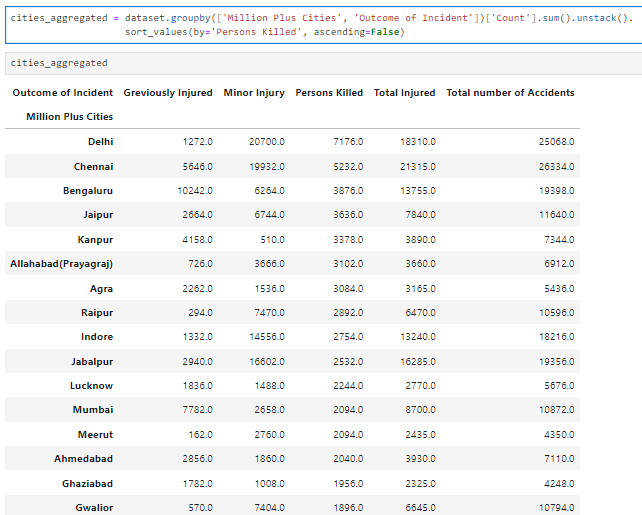 cities_aggregated = dataset.groupby(['Million Plus Cities', 'Outcome of Incident'])['Count'].sum().unstack().
sort_values(by='Persons Killed', ascending=False)
cities_aggregated
Outcome of Incident Greviously Injured Minor Injury Persons Killed Total Injured Total number of Accidents
Million Plus Cities
Delhi 1272.0 20700.0 7176.0 18310.0 25068.0
Chennai 5646.0 19932.0 5232.0 21315.0 26334.0
Bengaluru 10242.0 6264.0 3876.0 13755.0 19398.0
Jaipur 2664.0 6744.0 3636.0 7840.0 11640.0
Kanpur 4158.0 510.0 3378.0 3890.0 7344.0
Allahabad(Prayagraj) 726.0 3666.0 3102.0 3660.0 6912.0
Agra 2262.0 1536.0 3084.0 3165.0 5436.0
Raipur 294.0 7470.0 2892.0 6470.0 10596.0
Indore 1332.0 14556.0 2754.0 13240.0 18216.0
Jabalpur 2940.0 16602.0 2532.0 16285.0 19356.0
Lucknow 1836.0 1488.0 2244.0 2770.0 5676.0
Mumbai 7782.0 2658.0 2094.0 8700.0 10872.0
Meerut 162.0 2760.0 2094.0 2435.0 4350.0
Ahmedabad 2856.0 1860.0 2040.0 3930.0 7110.0
Ghaziabad 1782.0 1008.0 1956.0 2325.0 4248.0
Gwalior 570.0 7404.0 1896.0 6645.0 10794.0